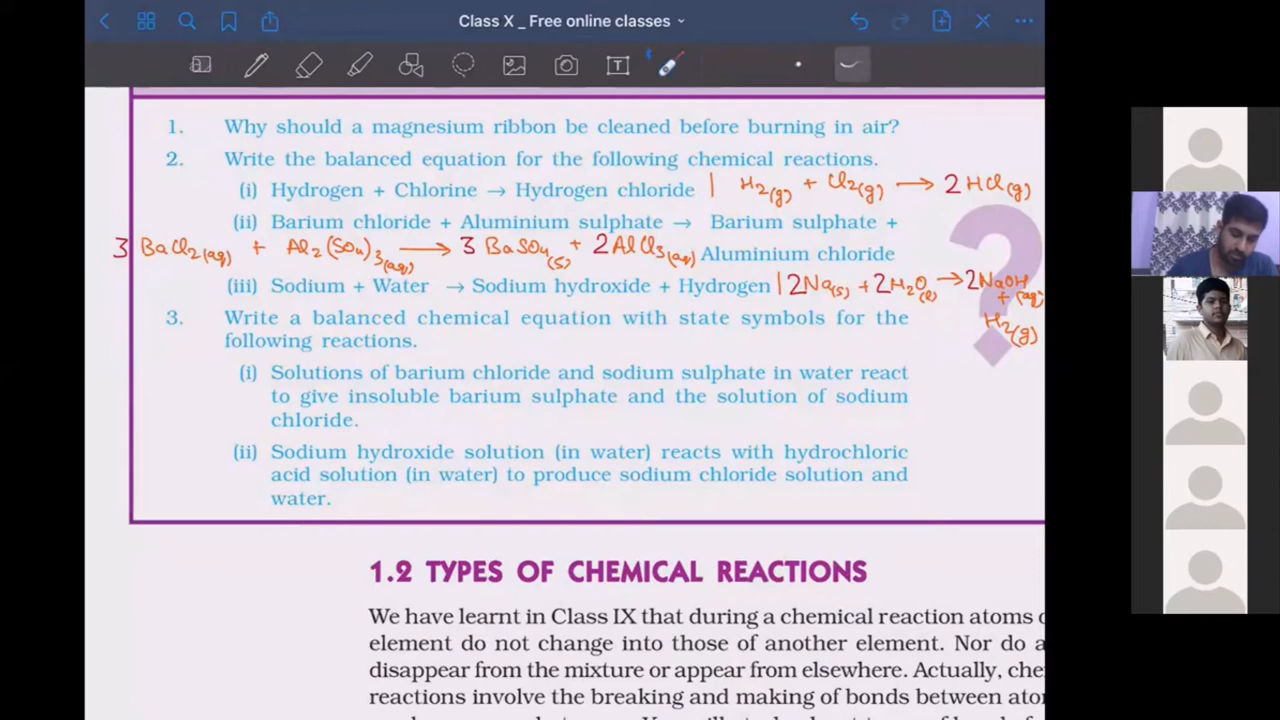 Class X _ Free online classes
1. Why should a magnesium ribbon be cleaned before burning in air?
2. Write the balanced equation for the following chemical reactions.
(i) Hydrogen + Chlorine → Hydrogen chloride | H2(g) + Cl2(g) → 2HCl(g)
(ii) Barium chloride + Aluminium sulphate → Barium sulphate +
3 BaCl2(aq) + Al2(SO4)3(aq) → 3 BaSO4(s) + 2AlCl3(aq) Aluminium chloride
(iii) Sodium + Water → Sodium hydroxide + Hydrogen | 2Na(s) + 2H2O(l) → 2NaOH(aq)
+ H2(g)
3. Write a balanced chemical equation with state symbols for the
following reactions.
(i) Solutions of barium chloride and sodium sulphate in water react
to give insoluble barium sulphate and the solution of sodium
chloride.
(ii) Sodium hydroxide solution (in water) reacts with hydrochloric
acid solution (in water) to produce sodium chloride solution and
water.
?
1.2 TYPES OF CHEMICAL REACTIONS
We have learnt in Class IX that during a chemical reaction atoms o
element do not change into those of another element. Nor do a
disappear from the mixture or appear from elsewhere. Actually, che
reactions involve the breaking and making of bonds between ato